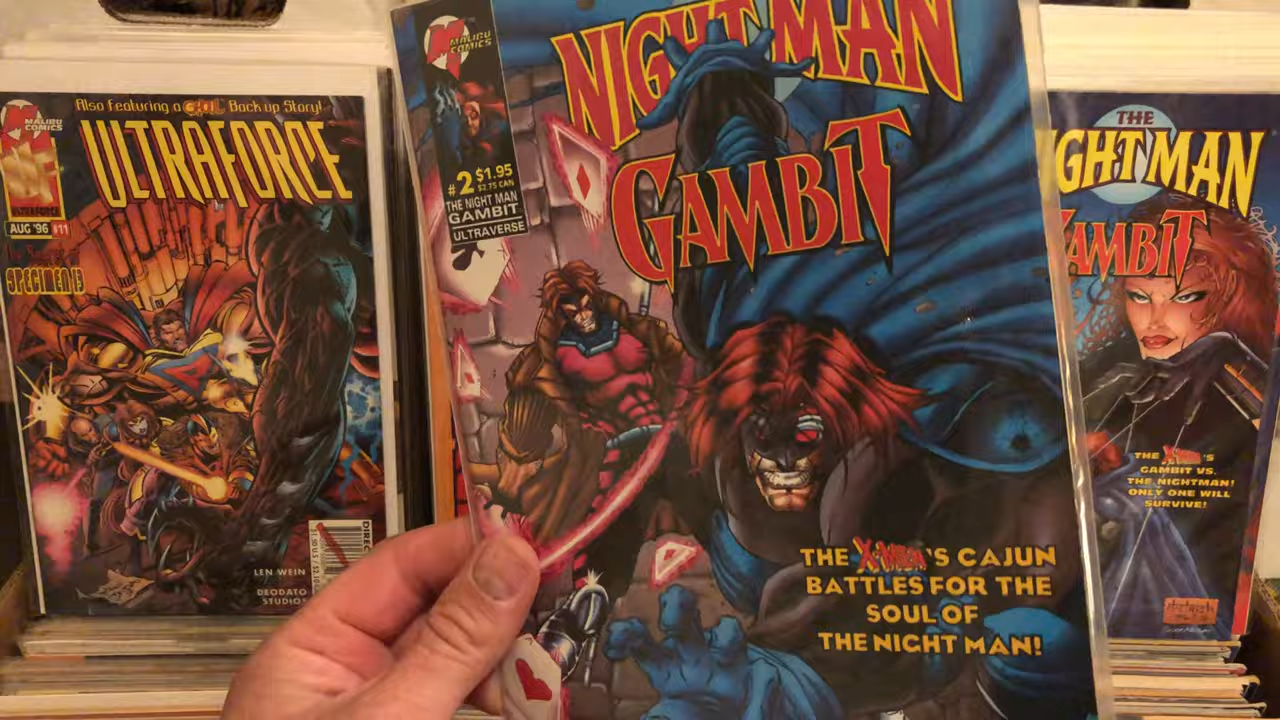 Also featuring a
Back up Story!
MALIBU
COMICS
ULTRAFORCE
ULTRAFORCE
AUG '96 #11
SPECIMEN 13
LEN WEIN
DEODATO
STUDIOS
DIREC
MALIBU
COMICS
NIGHT MAN
GAMBIT
#2 $1.95
$2.75 CAN
THE NIGHT MAN
GAMBIT
ULTRAVERSE
THE X-MEN'S CAJUN
BATTLES FOR THE
SOUL OF
THE NIGHT MAN!
THE
GHT MAN
GAMBIT
THE X-MEN'S
GAMBIT VS.
THE NIGHTMAN!
ONLY ONE WILL
SURVIVE!